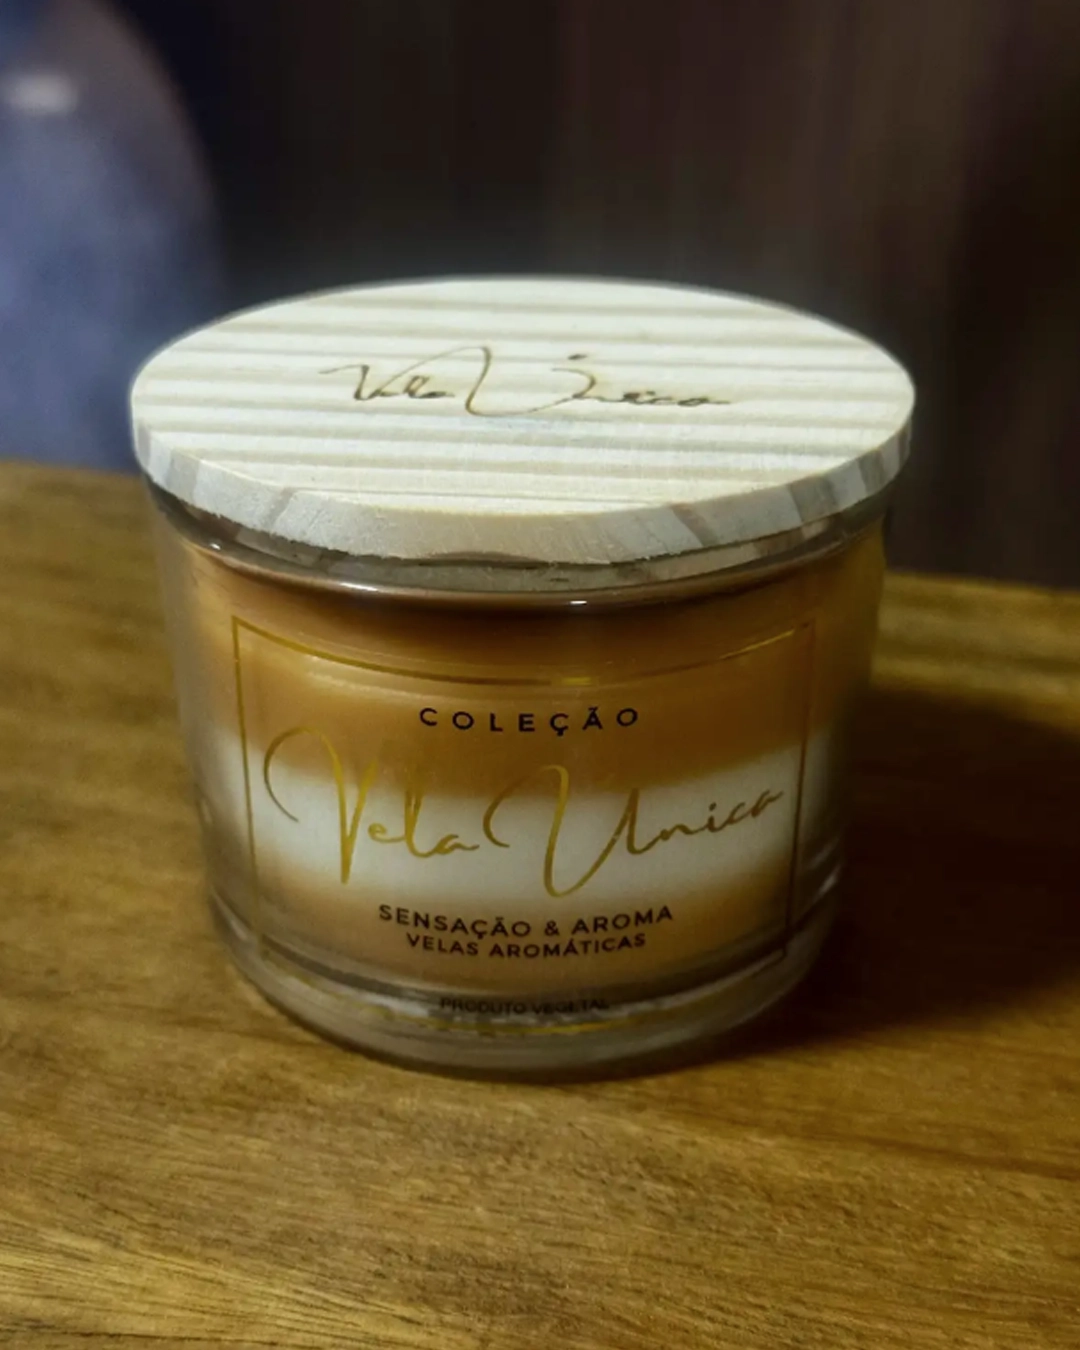 Vela Única
COLEÇÃO
Vela Unica
SENSAÇÃO & AROMA
VELAS AROMÁTICAS
PRODUTO VEGETAL